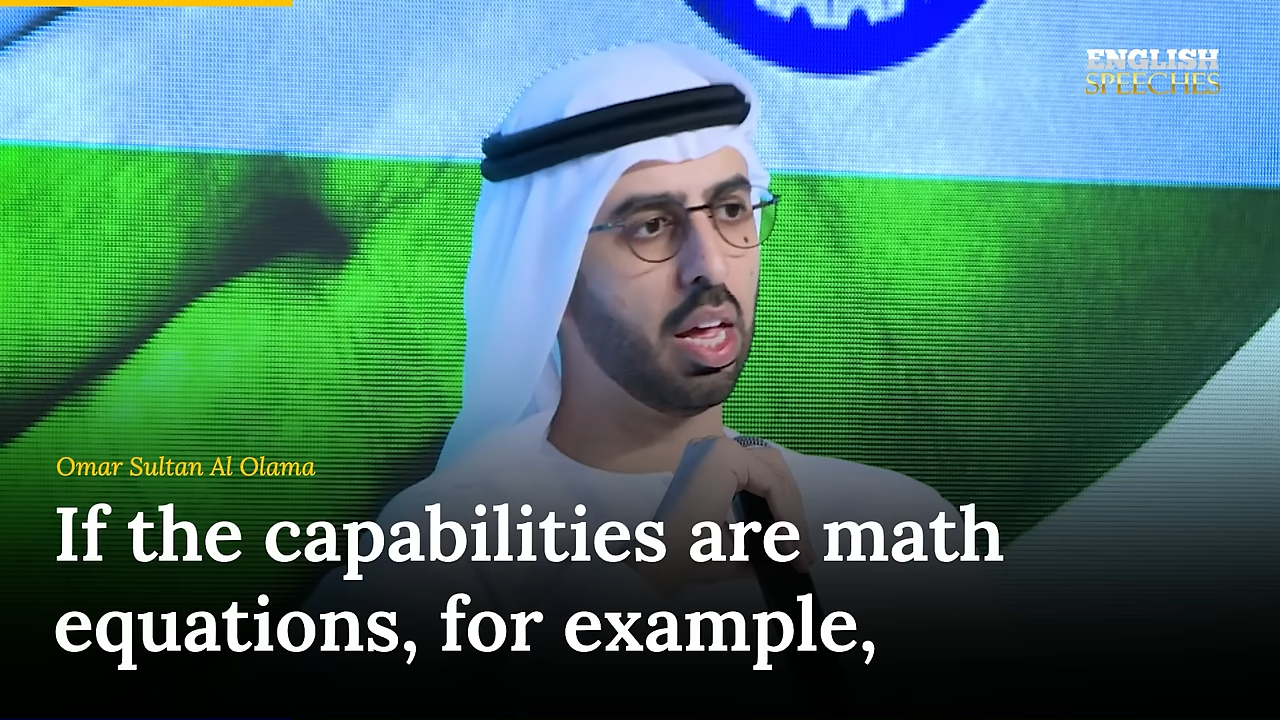 ENGLISH
SPEECHES
Omar Sultan Al Olama
If the capabilities are math
equations, for example,